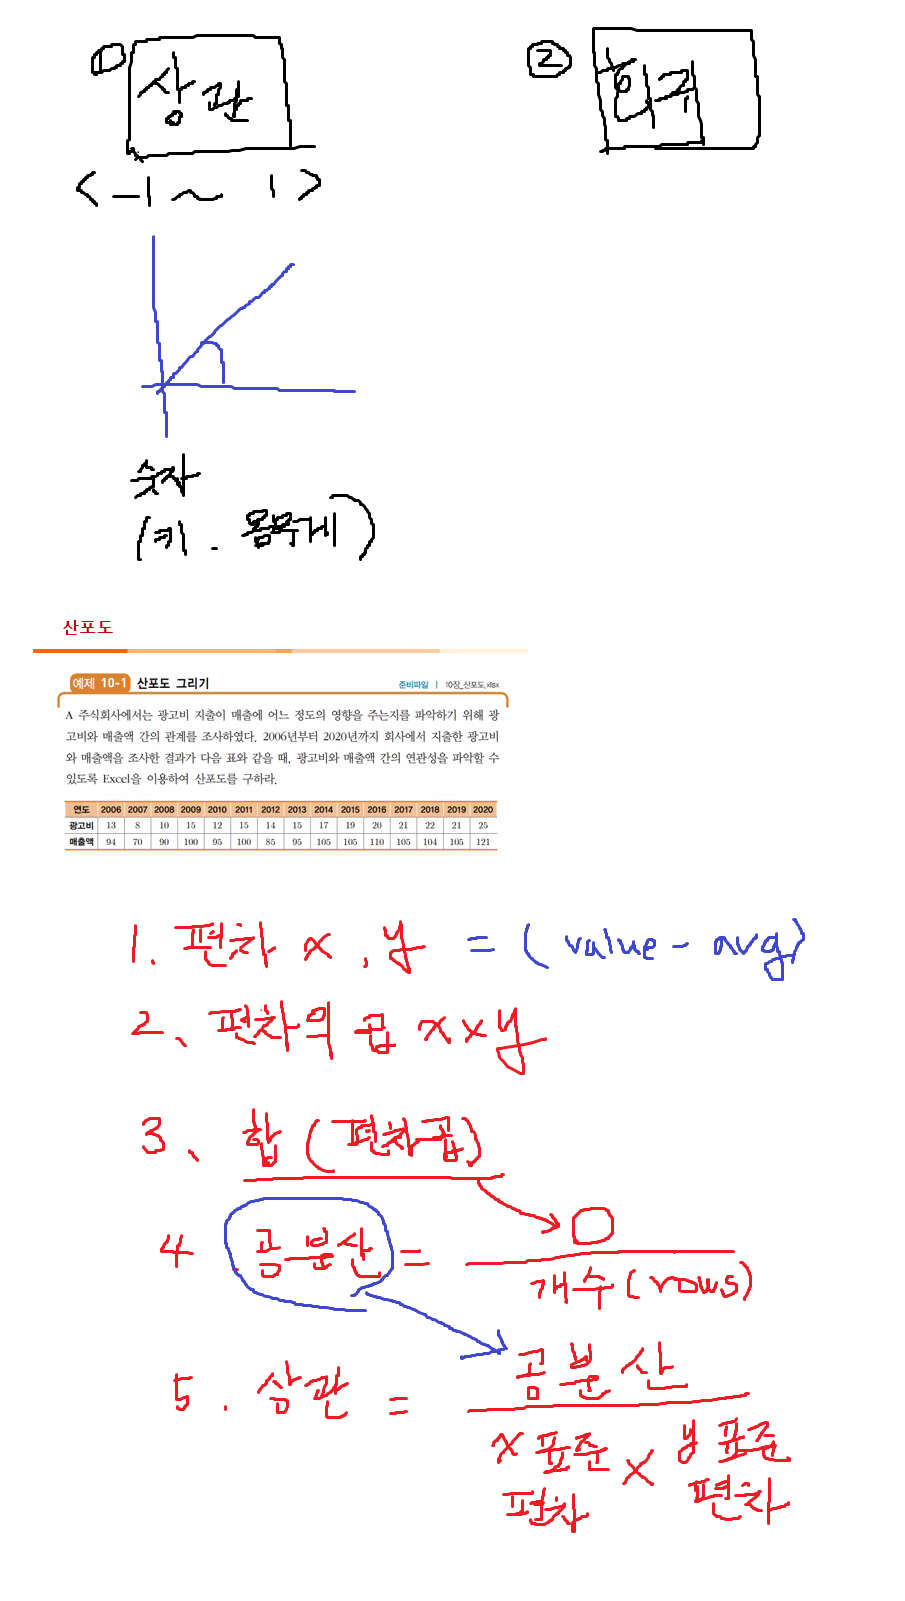 ① 상관
② 회귀
< -1 ~ 1 >
숫자
(키. 몸무게)
산포도
예제 10-1 산포도 그리기
준비파일 | 10장_산포도.xlsx
A 주식회사에서는 광고비 지출이 매출에 어느 정도의 영향을 주는지를 파악하기 위해 광
고비와 매출액 간의 관계를 조사하였다. 2006년부터 2020년까지 회사에서 지출한 광고비
와 매출액을 조사한 결과가 다음 표와 같을 때, 광고비와 매출액 간의 연관성을 파악할 수
있도록 Excel을 이용하여 산포도를 구하라.
연도 2006 2007 2008 2009 2010 2011 2012 2013 2014 2015 2016 2017 2018 2019 2020
광고비 13 8 10 15 12 15 14 15 17 19 20 21 22 21 25
매출액 94 70 90 100 95 100 85 95 105 105 110 105 104 105 121
1. 편차 x, y = (value - avg)
2、편차의 곱 x×y
3、합(편차곱)
4 공분산 =
개수(rows)
5. 상관 =
공분산
x 표준 × y 표준
편차 편차